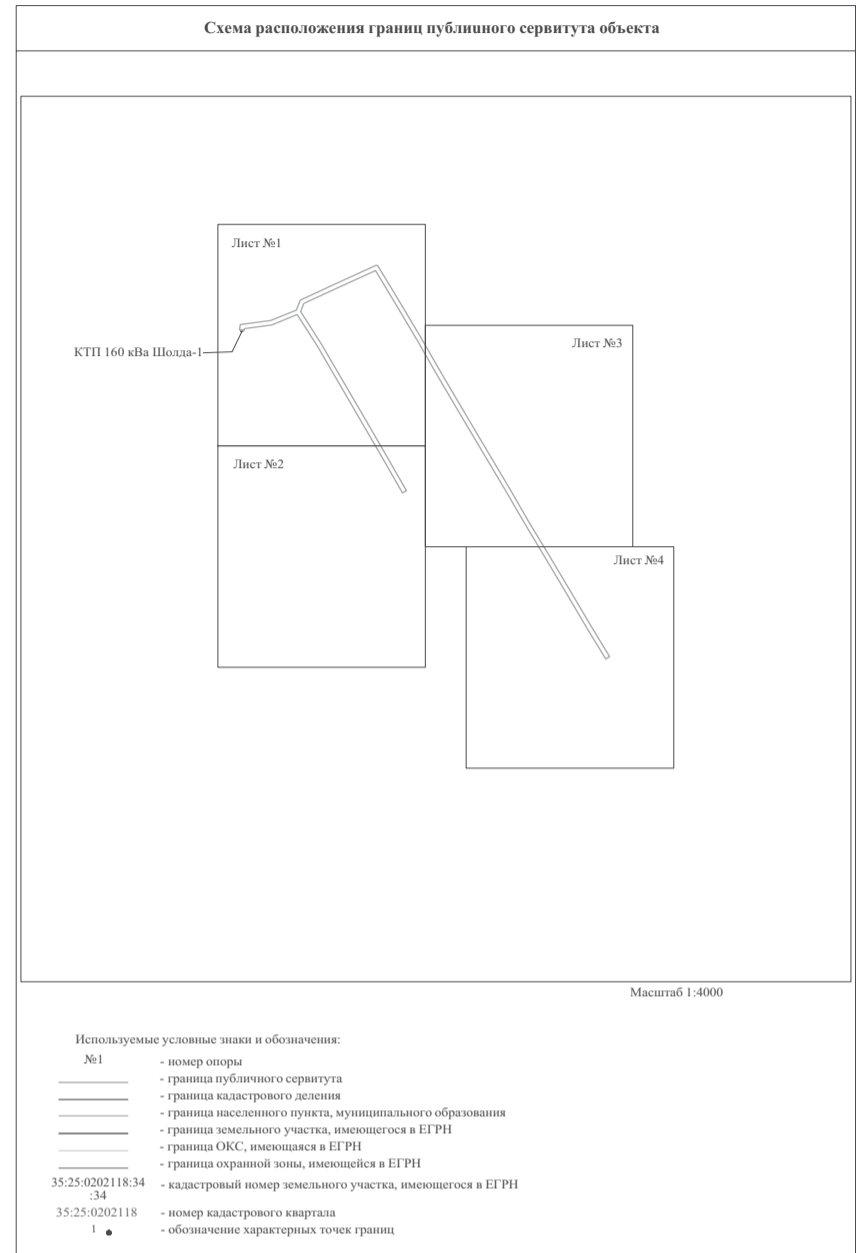 Схема расположения границ публиuного сервитута объекта
Лист №1
КТП 160 кВа Шолда-1
Лист №3
Лист №2
Лист №4
Масштаб 1:4000
Используемые условные знаки и обозначения:
№1 - номер опоры
- граница публичного сервитута
- граница кадастрового деления
- граница населенного пункта, муниципального образования
- граница земельного участка, имеющегося в ЕГРН
- граница ОКС, имеющаяся в ЕГРН
- граница охранной зоны, имеющейся в ЕГРН
35:25:0202118:34 - кадастровый номер земельного участка, имеющегося в ЕГРН
:34
35:25:0202118 - номер кадастрового квартала
1 - обозначение характерных точек границ